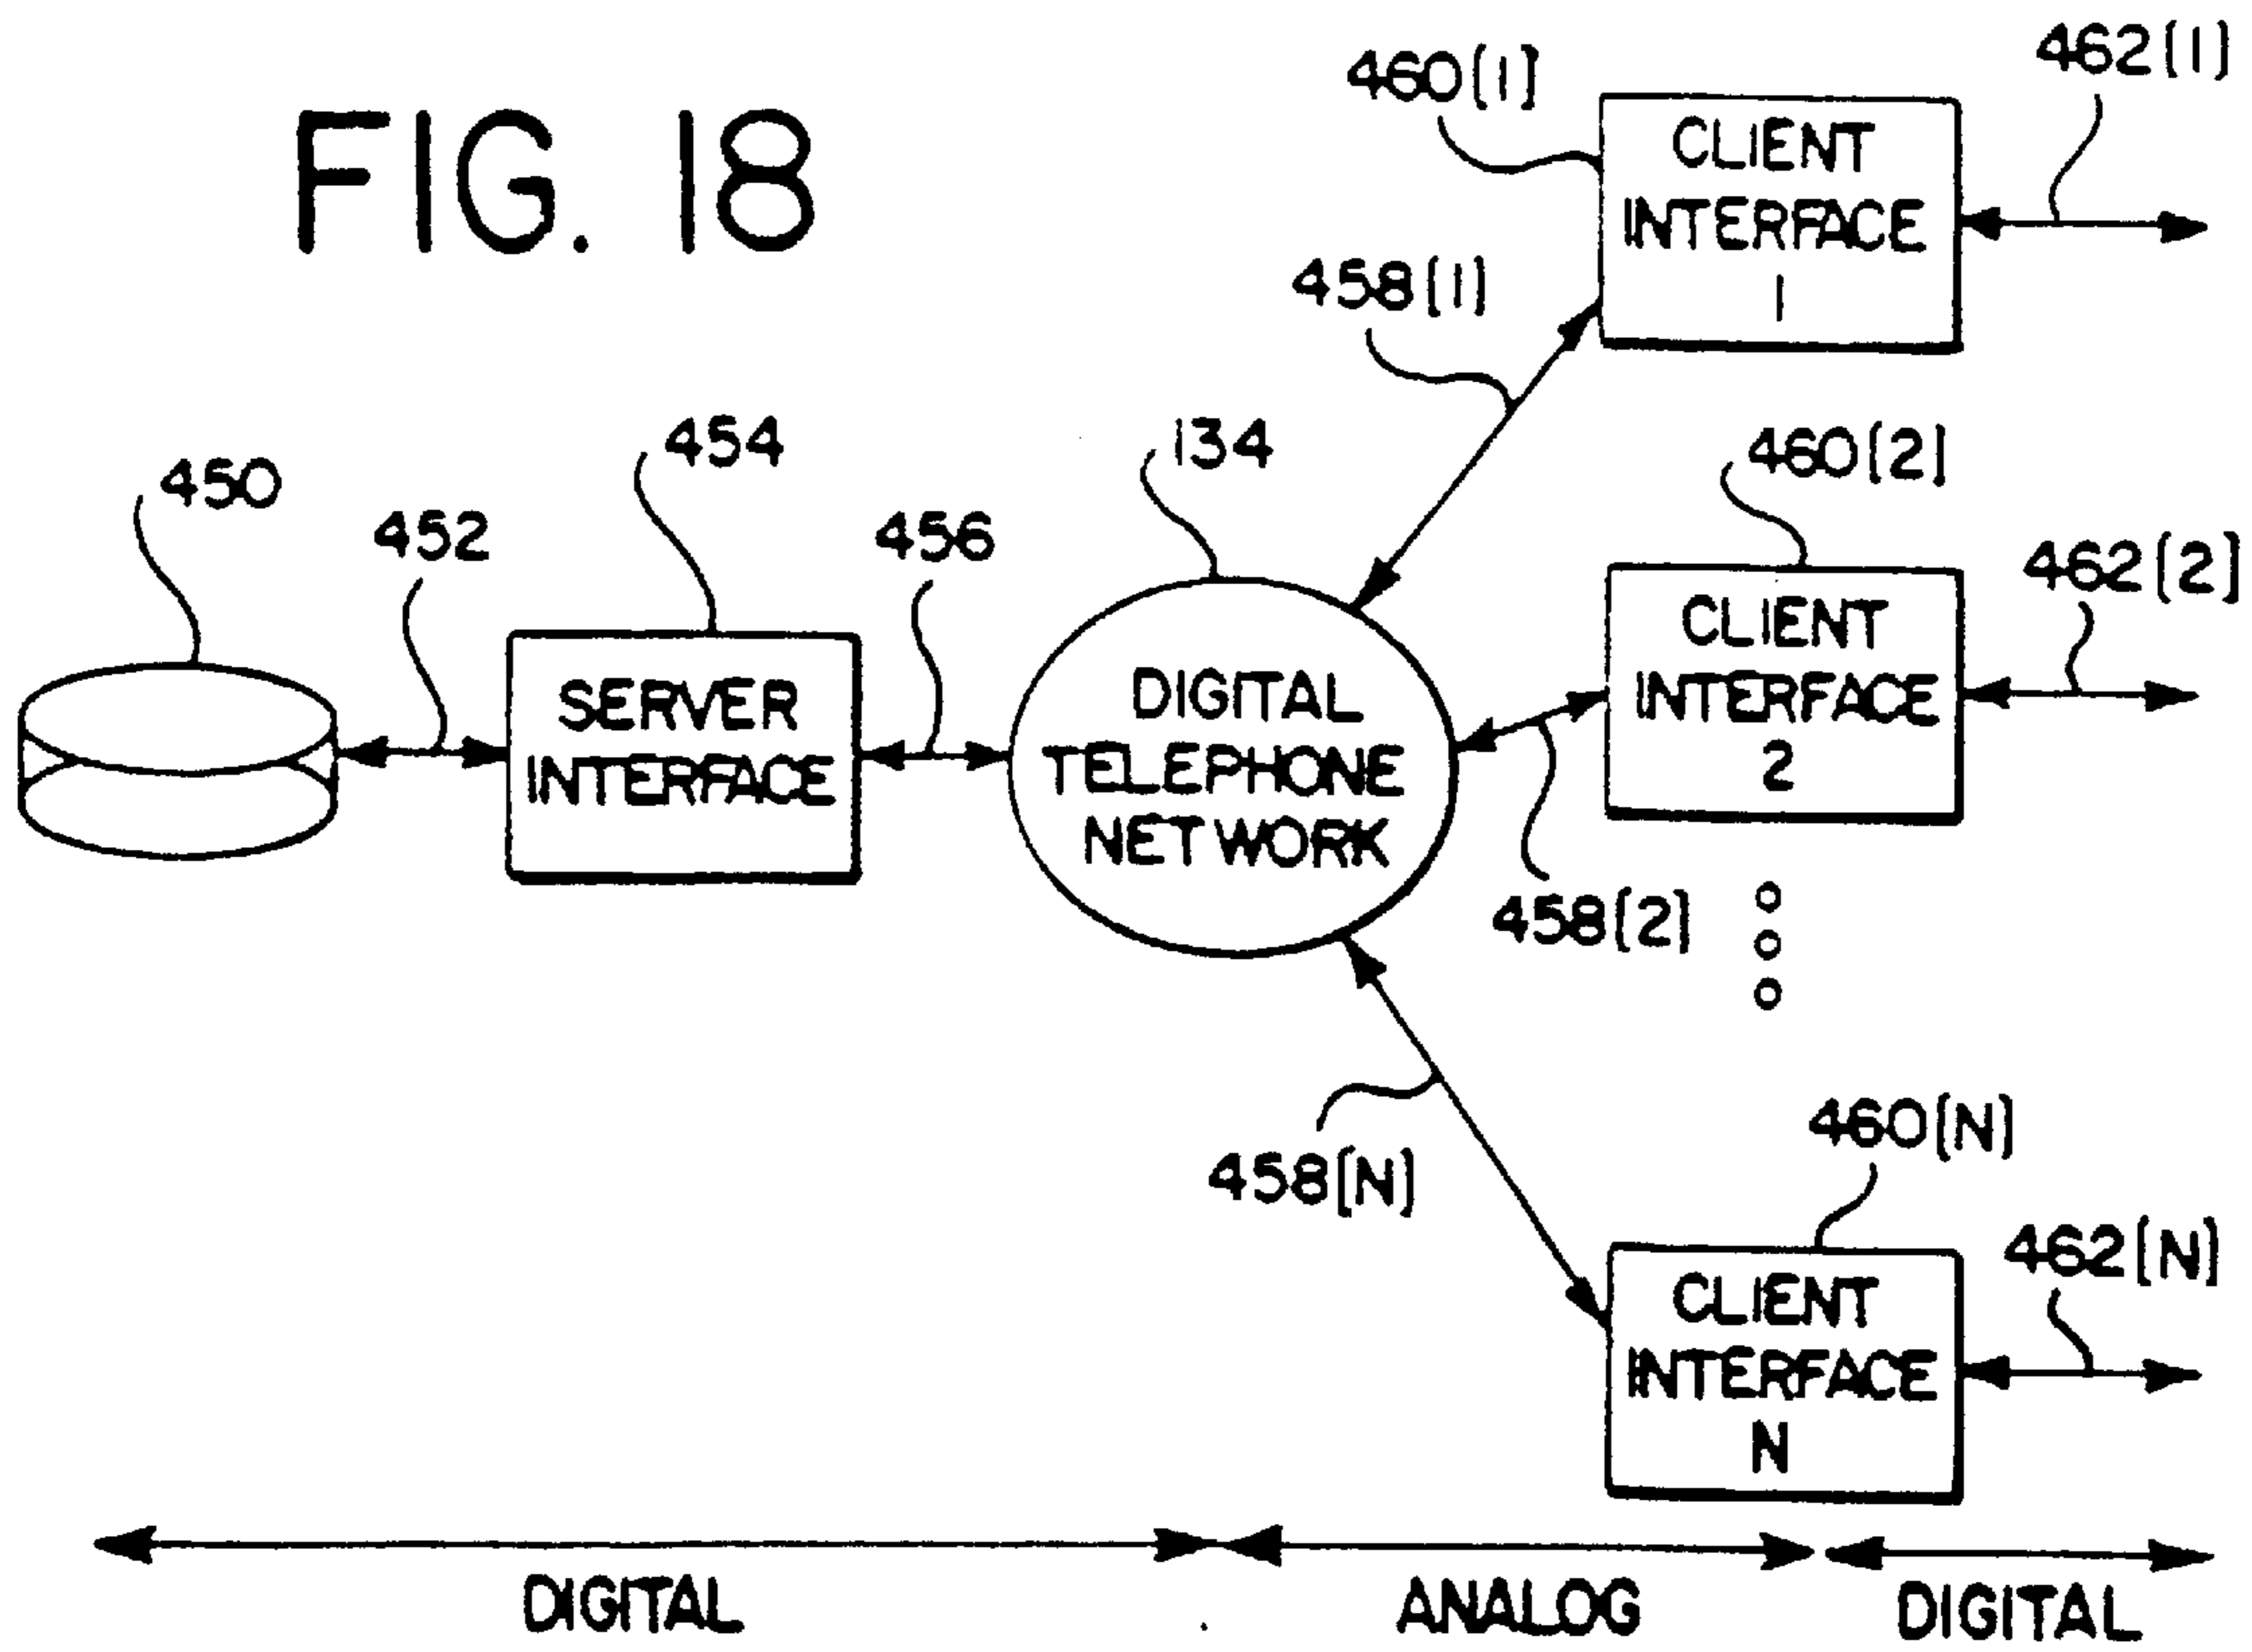 FIG. 18
460(1)
462(1)
CLIENT
INTERFACE
1
458(1)
450
452
454
456
134
460(2)
462(2)
SERVER
INTERFACE
DIGITAL
TELEPHONE
NETWORK
CLIENT
INTERFACE
2
458(2)
458(N)
460(N)
462(N)
CLIENT
INTERFACE
N
DIGITAL
ANALOG
DIGITAL